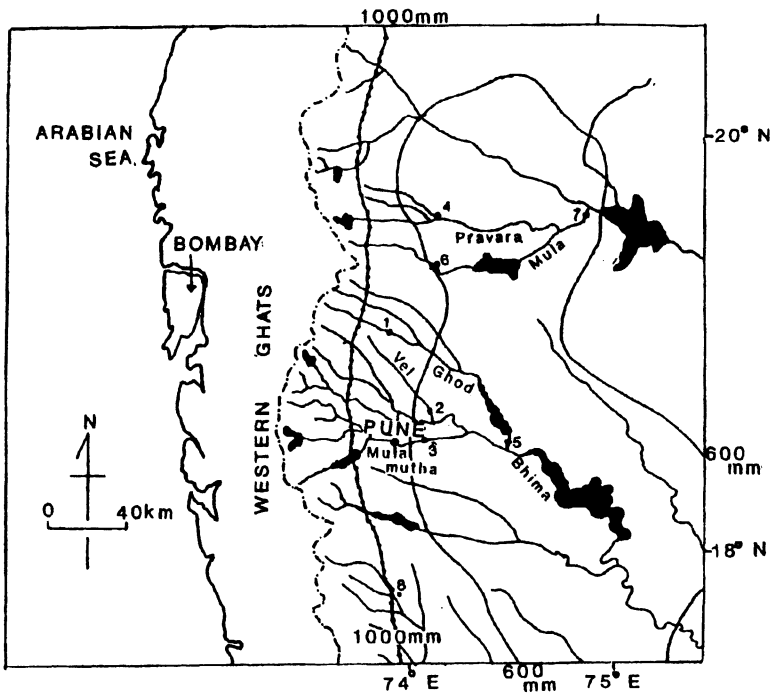 1000mm
20° N
ARABIAN
SEA
BOMBAY
WESTERN GHATS
4
Pravara
7
Mula
6
1
Vel
Ghod
2
PUNE
3
Mula
mutha
5
Bhima
600
mm
N
0 40km
18° N
8
1000mm
74° E
600
mm
75° E